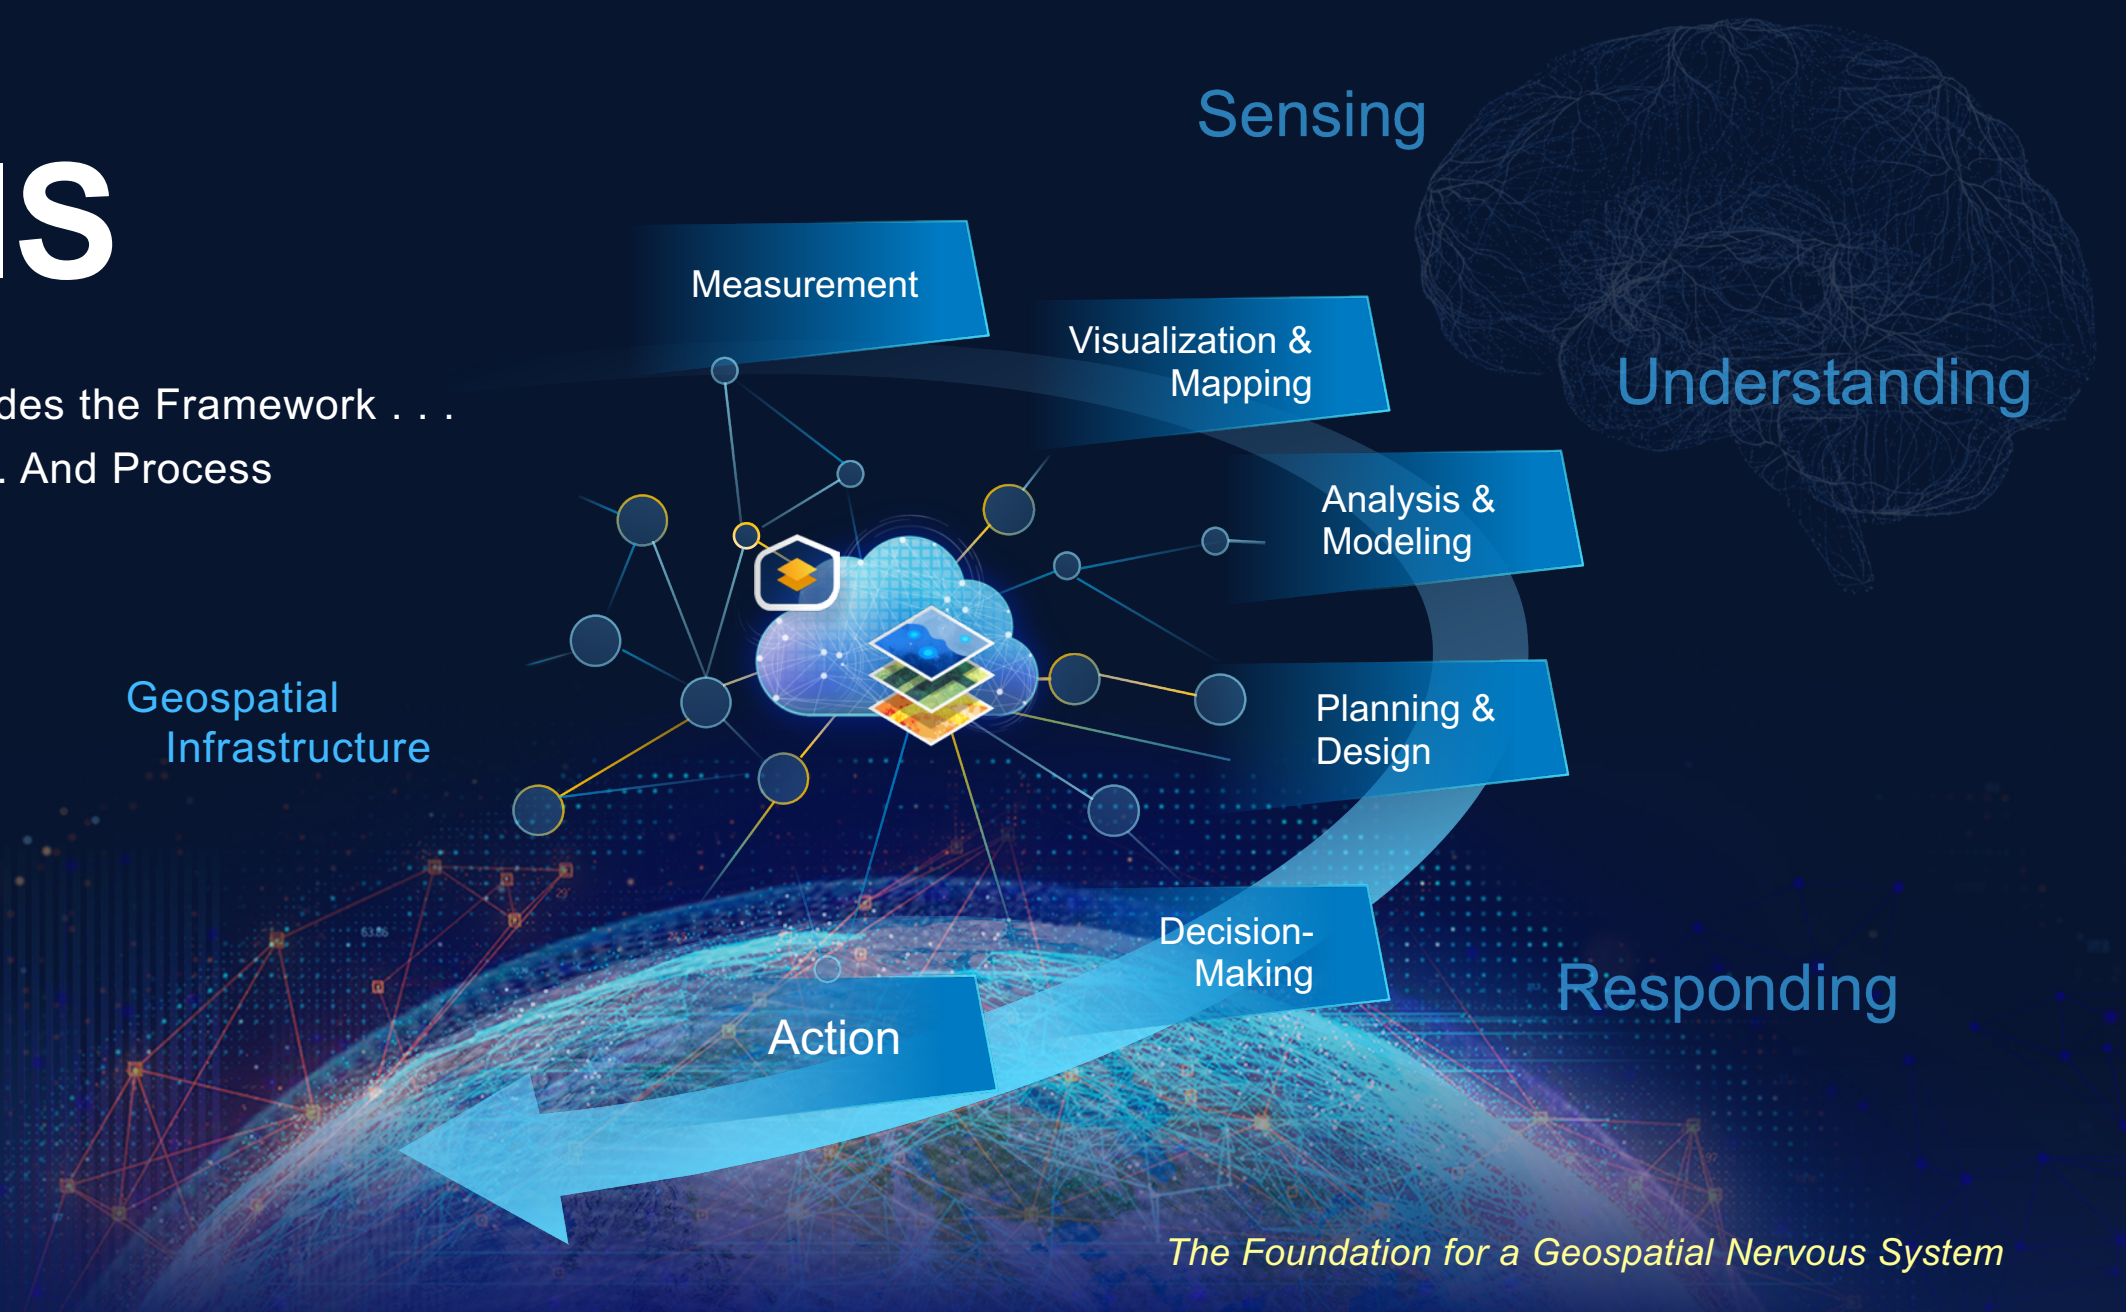 Sensing
IS
Measurement
Visualization &
Mapping
Understanding
des the Framework . . .
. And Process
Analysis &
Modeling
Geospatial
Infrastructure
Planning &
Design
Decision-
Making
Responding
Action
The Foundation for a Geospatial Nervous System